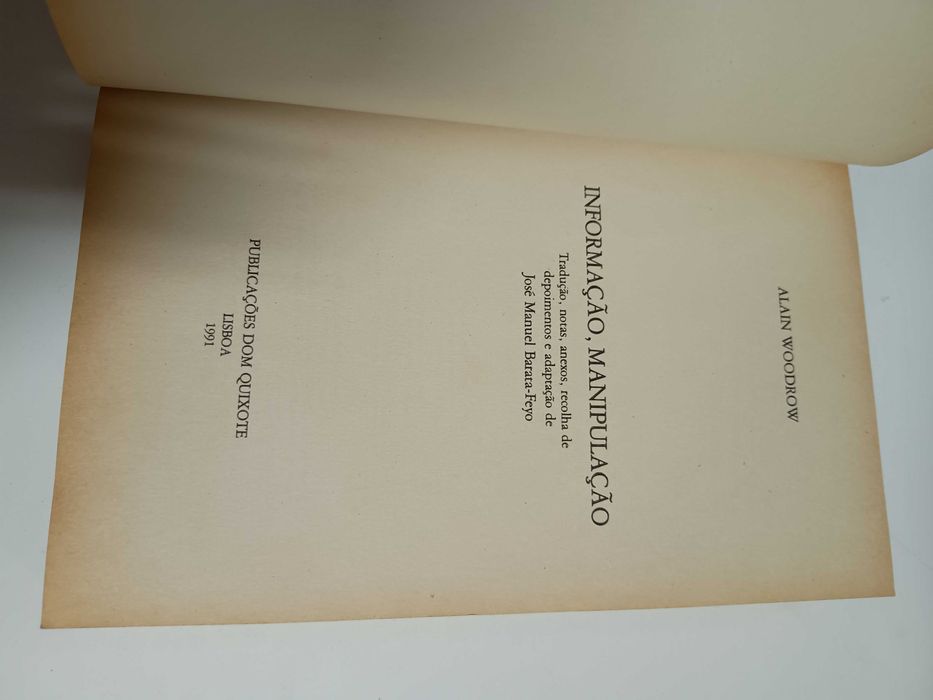 ALAIN WOODROW
INFORMAÇÃO, MANIPULAÇÃO
Tradução, notas, anexos, recolha de
depoimentos e adaptação de
José Manuel Barata-Feyo
PUBLICAÇÕES DOM QUIXOTE
LISBOA
1991